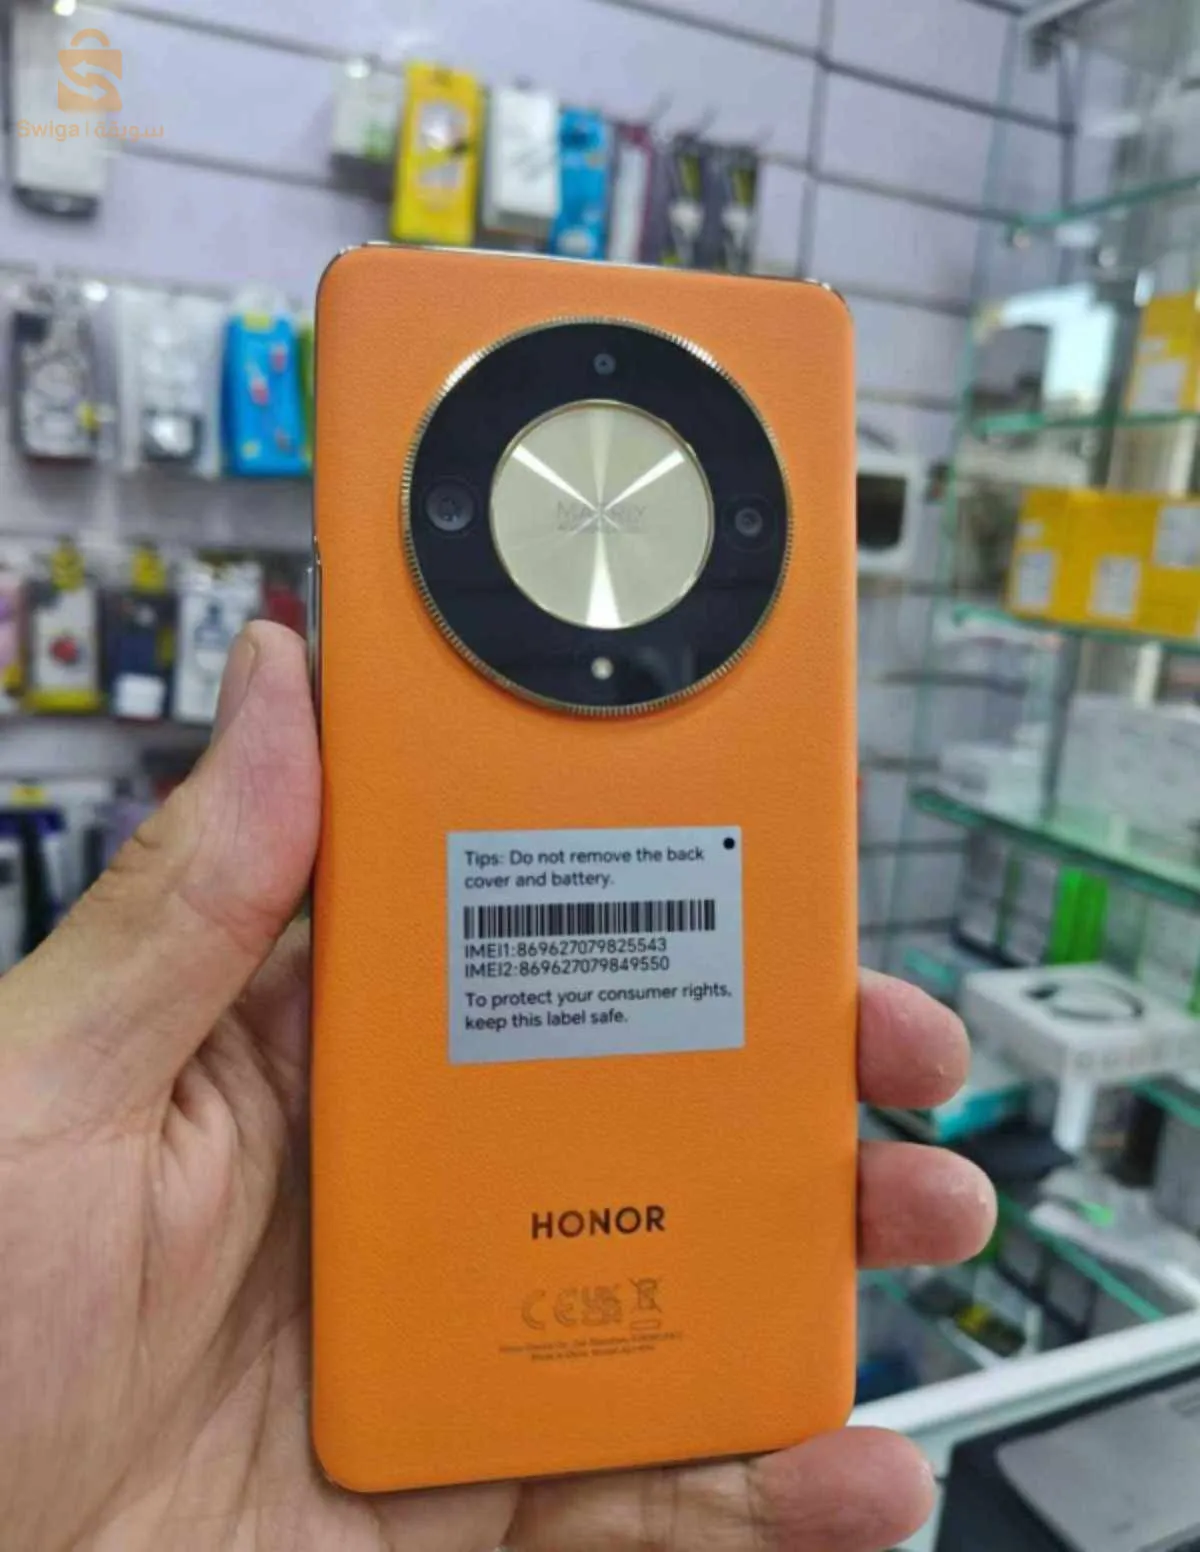 Swiga | سويقة
Tips: Do not remove the back
cover and battery.
IMEI1:869627079825543
IMEI2:869627079849550
To protect your consumer rights,
keep this label safe.
HONOR
CE